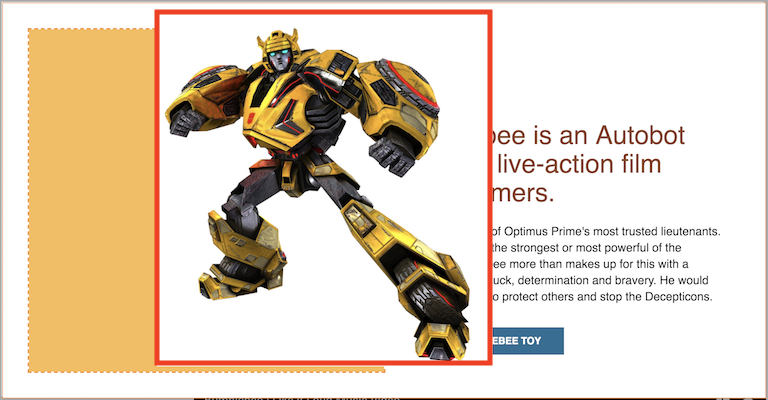 bee is an Autobot
live-action film
mers.
of Optimus Prime's most trusted lieutenants.
the strongest or most powerful of the
ee more than makes up for this with a
uck, determination and bravery. He would
o protect others and stop the Decepticons.
EBEE TOY